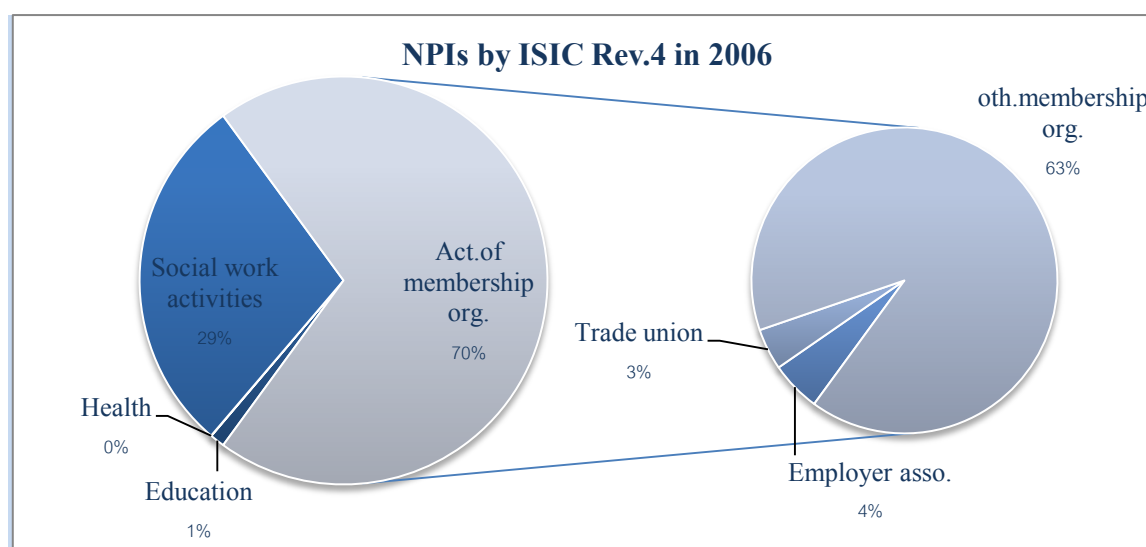 NPIs by ISIC Rev.4 in 2006
oth.membership
org.
63%
Act.of
membership
org.
70%
Social work
activities
29%
Trade union
3%
Health
0%
Employer asso.
4%
Education
1%